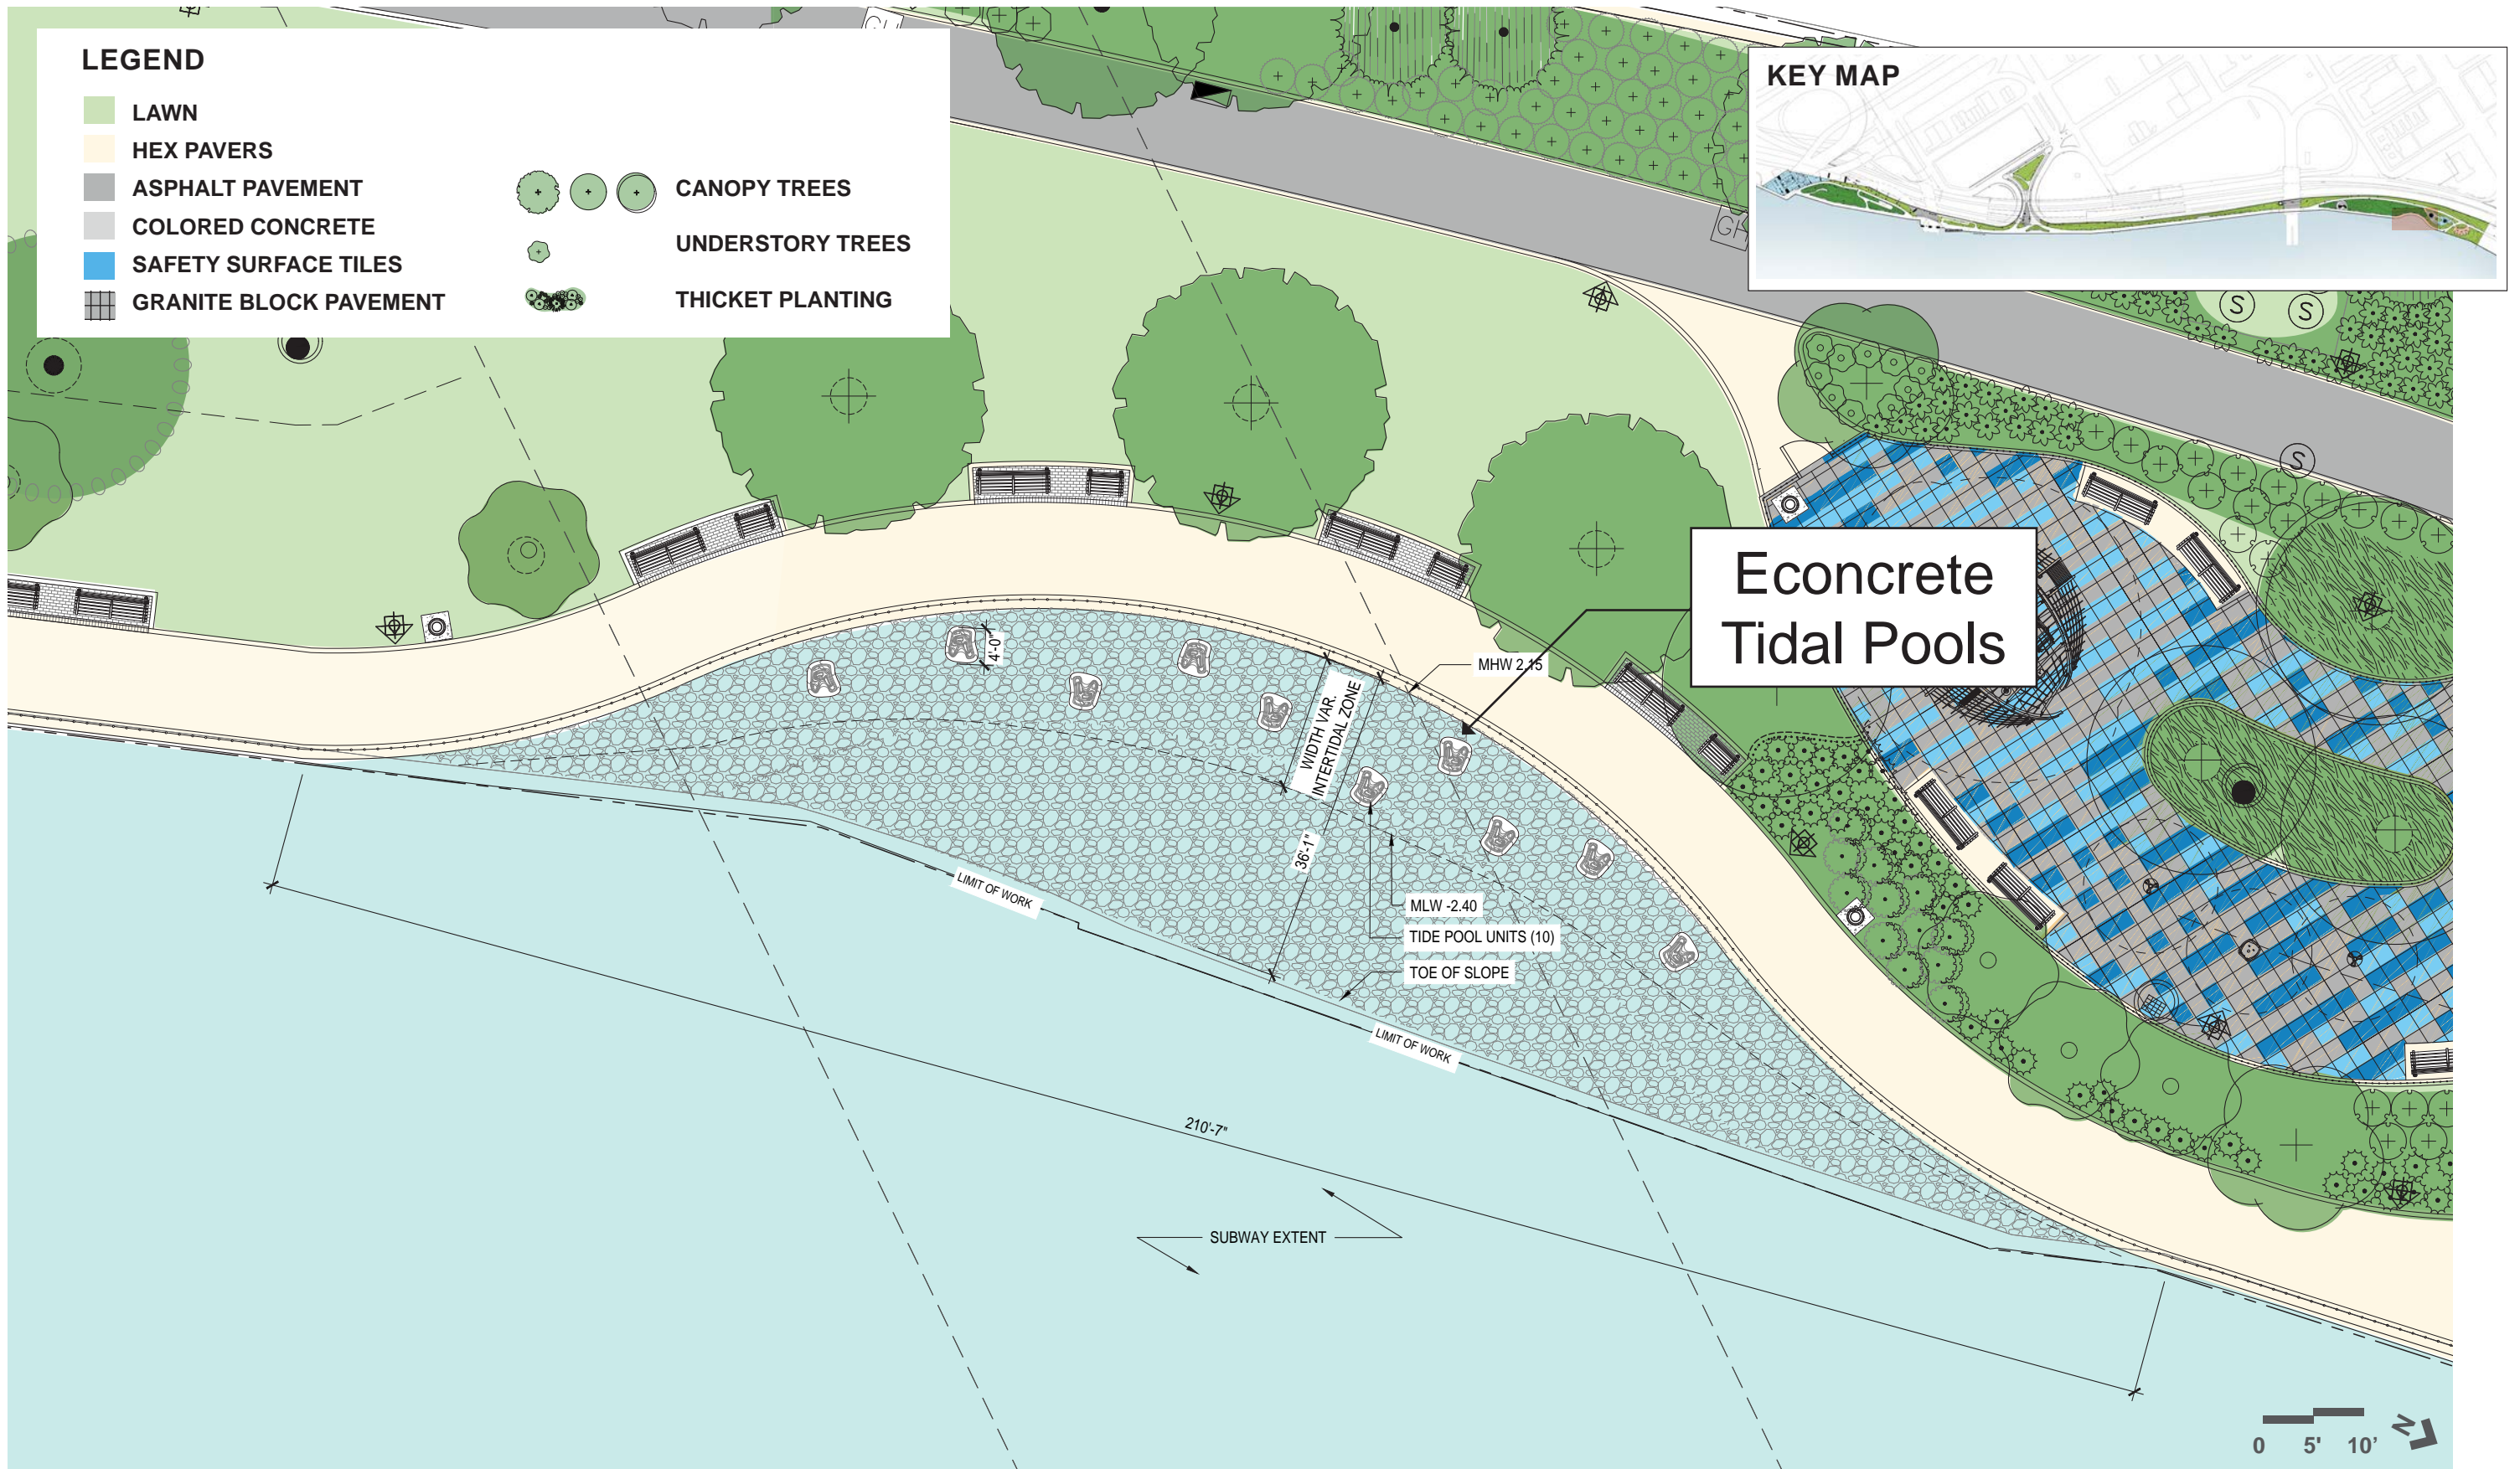 LEGEND
LAWN
HEX PAVERS
ASPHALT PAVEMENT
COLORED CONCRETE
SAFETY SURFACE TILES
GRANITE BLOCK PAVEMENT
CANOPY TREES
UNDERSTORY TREES
THICKET PLANTING
KEY MAP
S
S
S
Econcrete
Tidal Pools
4'-0"
MHW 2.15
WIDTH VAR.
INTERTIDAL ZONE
36'-1"
MLW -2.40
TIDE POOL UNITS (10)
TOE OF SLOPE
LIMIT OF WORK
LIMIT OF WORK
210'-7"
SUBWAY EXTENT
0 5' 10'
N